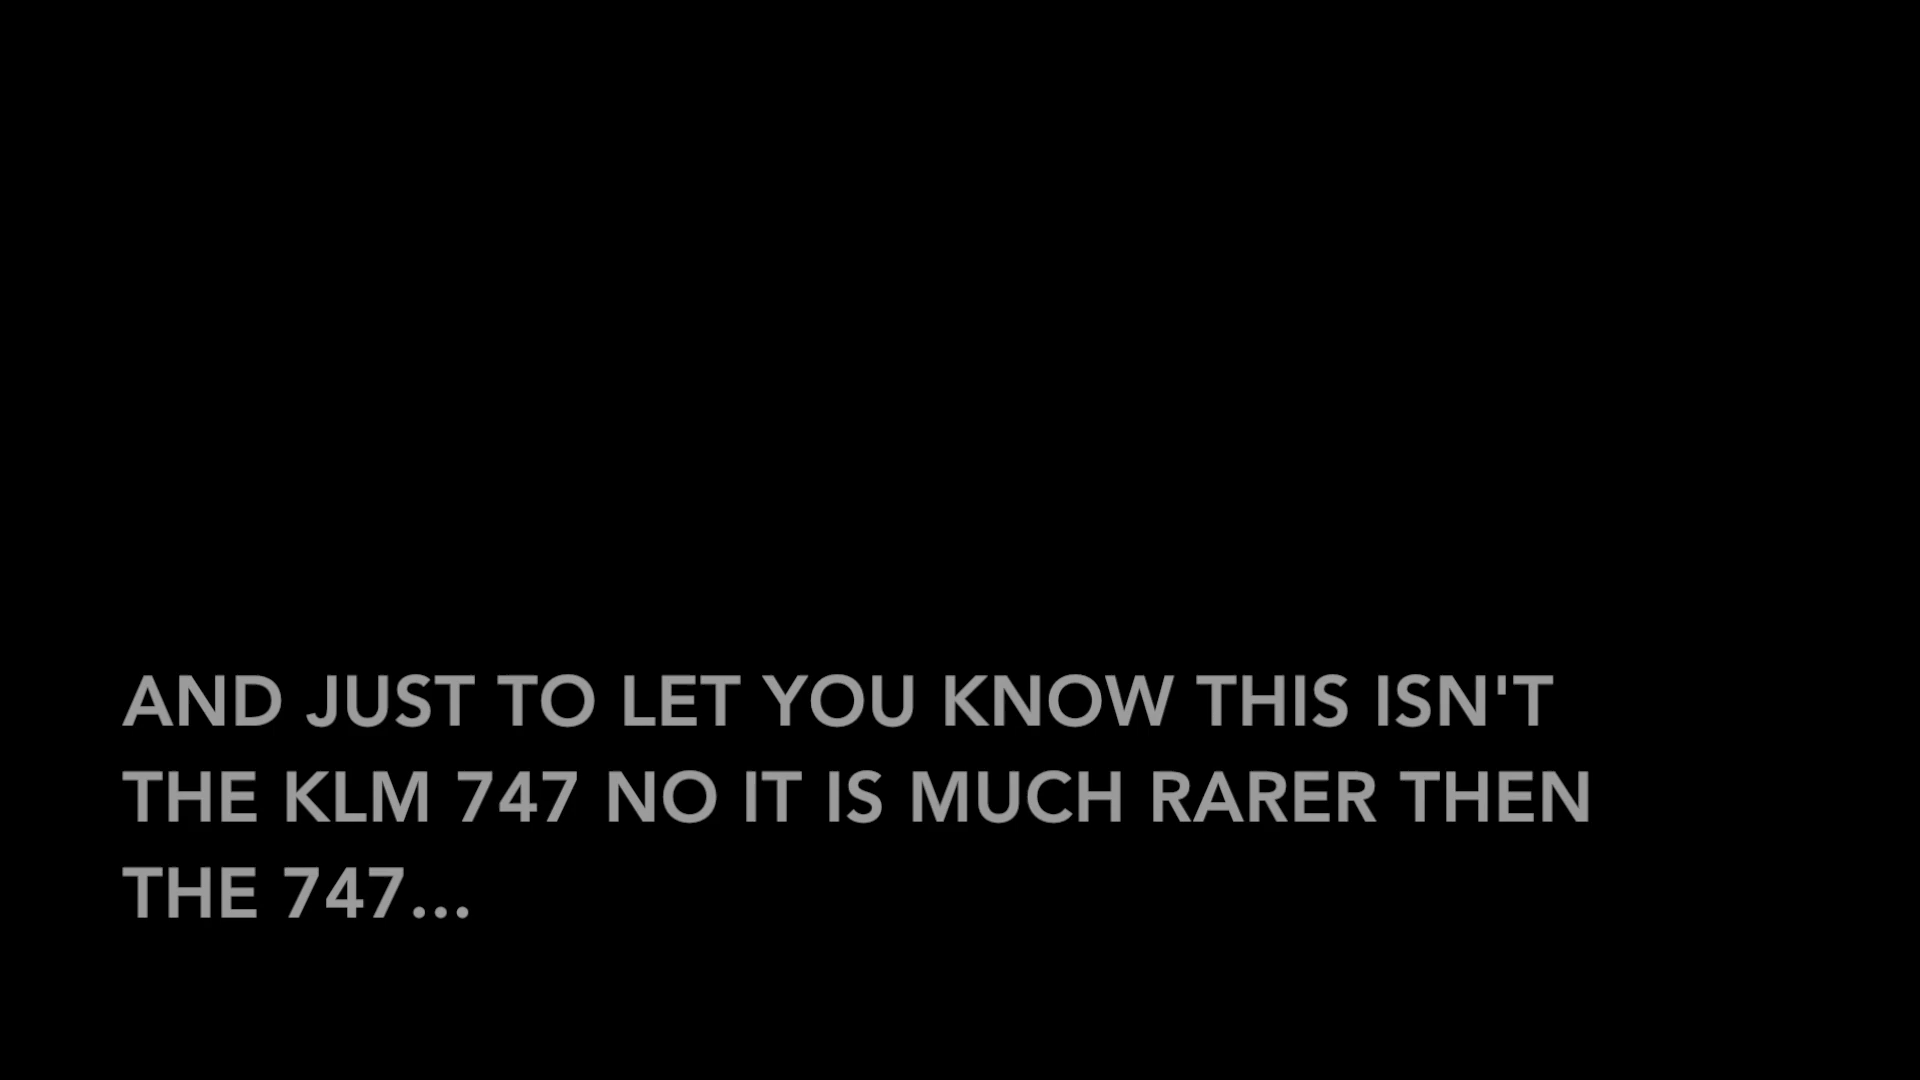 AND JUST TO LET YOU KNOW THIS ISN'T
THE KLM 747 NO IT IS MUCH RARER THEN
THE 747...